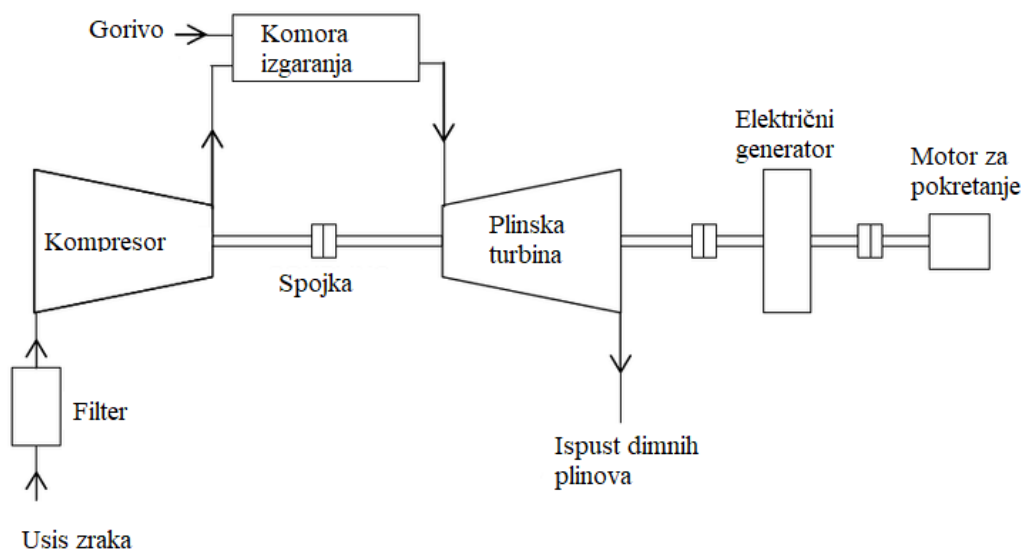 Gorivo
Komora
izgaranja
Električni
generator
Motor za
pokretanje
Kompresor
Plinska
turbina
Spojka
Filter
Ispust dimnih
plinova
Usis zraka